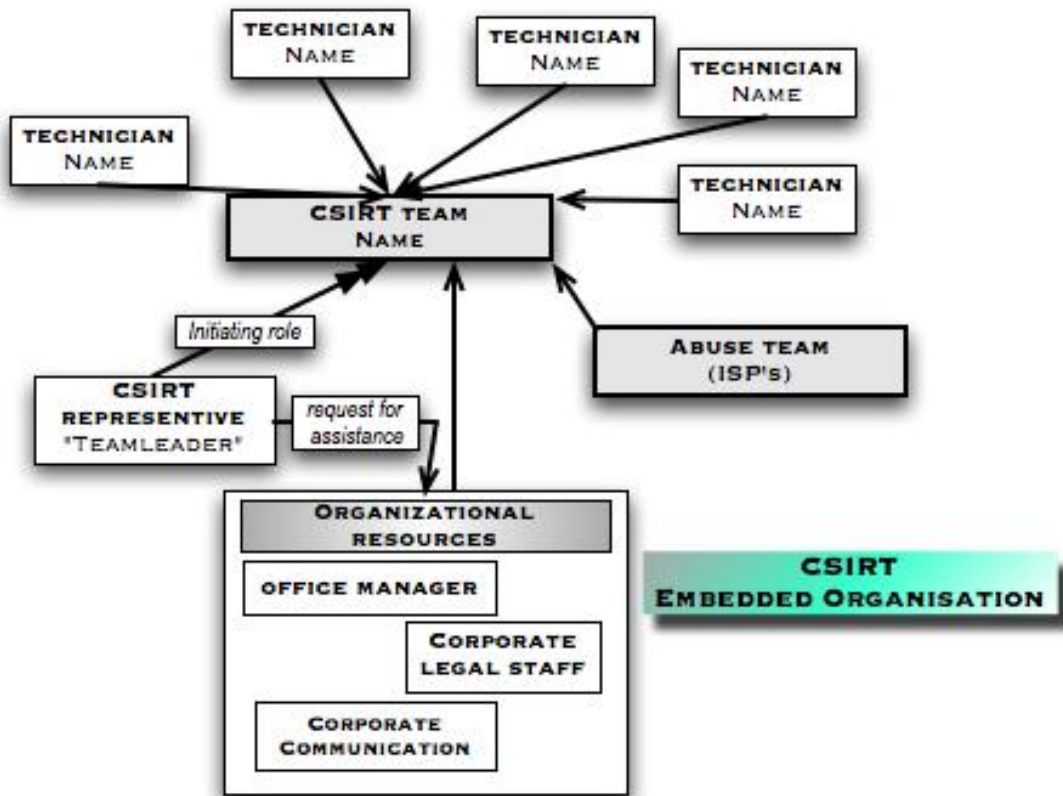 TECHNICIAN
NAME
TECHNICIAN
NAME
TECHNICIAN
NAME
TECHNICIAN
NAME
TECHNICIAN
NAME
CSIRT TEAM
NAME
Initiating role
ABUSE TEAM
(ISP's)
CSIRT
REPRESENTIVE
"TEAMLEADER"
request for
assistance
ORGANIZATIONAL
RESOURCES
OFFICE MANAGER
CORPORATE
LEGAL STAFF
CORPORATE
COMMUNICATION
CSIRT
EMBEDDED ORGANISATION